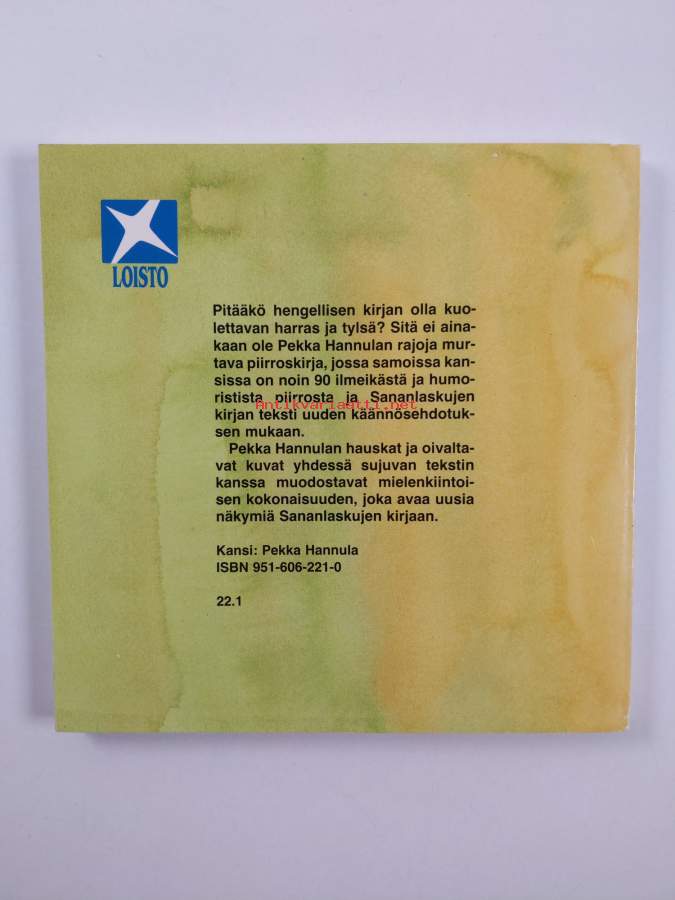 LOISTO
Pitääkö hengellisen kirjan olla kuo-
lettavan harras ja tylsä? Sitä ei aina-
kaan ole Pekka Hannulan rajoja mur-
tava piirroskirja, jossa samoissa kan-
sissa on noin 90 ilmeikästä ja humo-
ristista piirrosta ja Sananlaskujen
Antikvariaatti.net
kirjan teksti uuden käännösehdotuk-
sen mukaan.
Pekka Hannulan hauskat ja oivalta-
vat kuvat yhdessä sujuvan tekstin
kanssa muodostavat mielenkiintoi-
sen kokonaisuuden, joka avaa uusia
näkymiä Sananlaskujen kirjaan.
Kansi: Pekka Hannula
ISBN 951-606-221-0
22.1